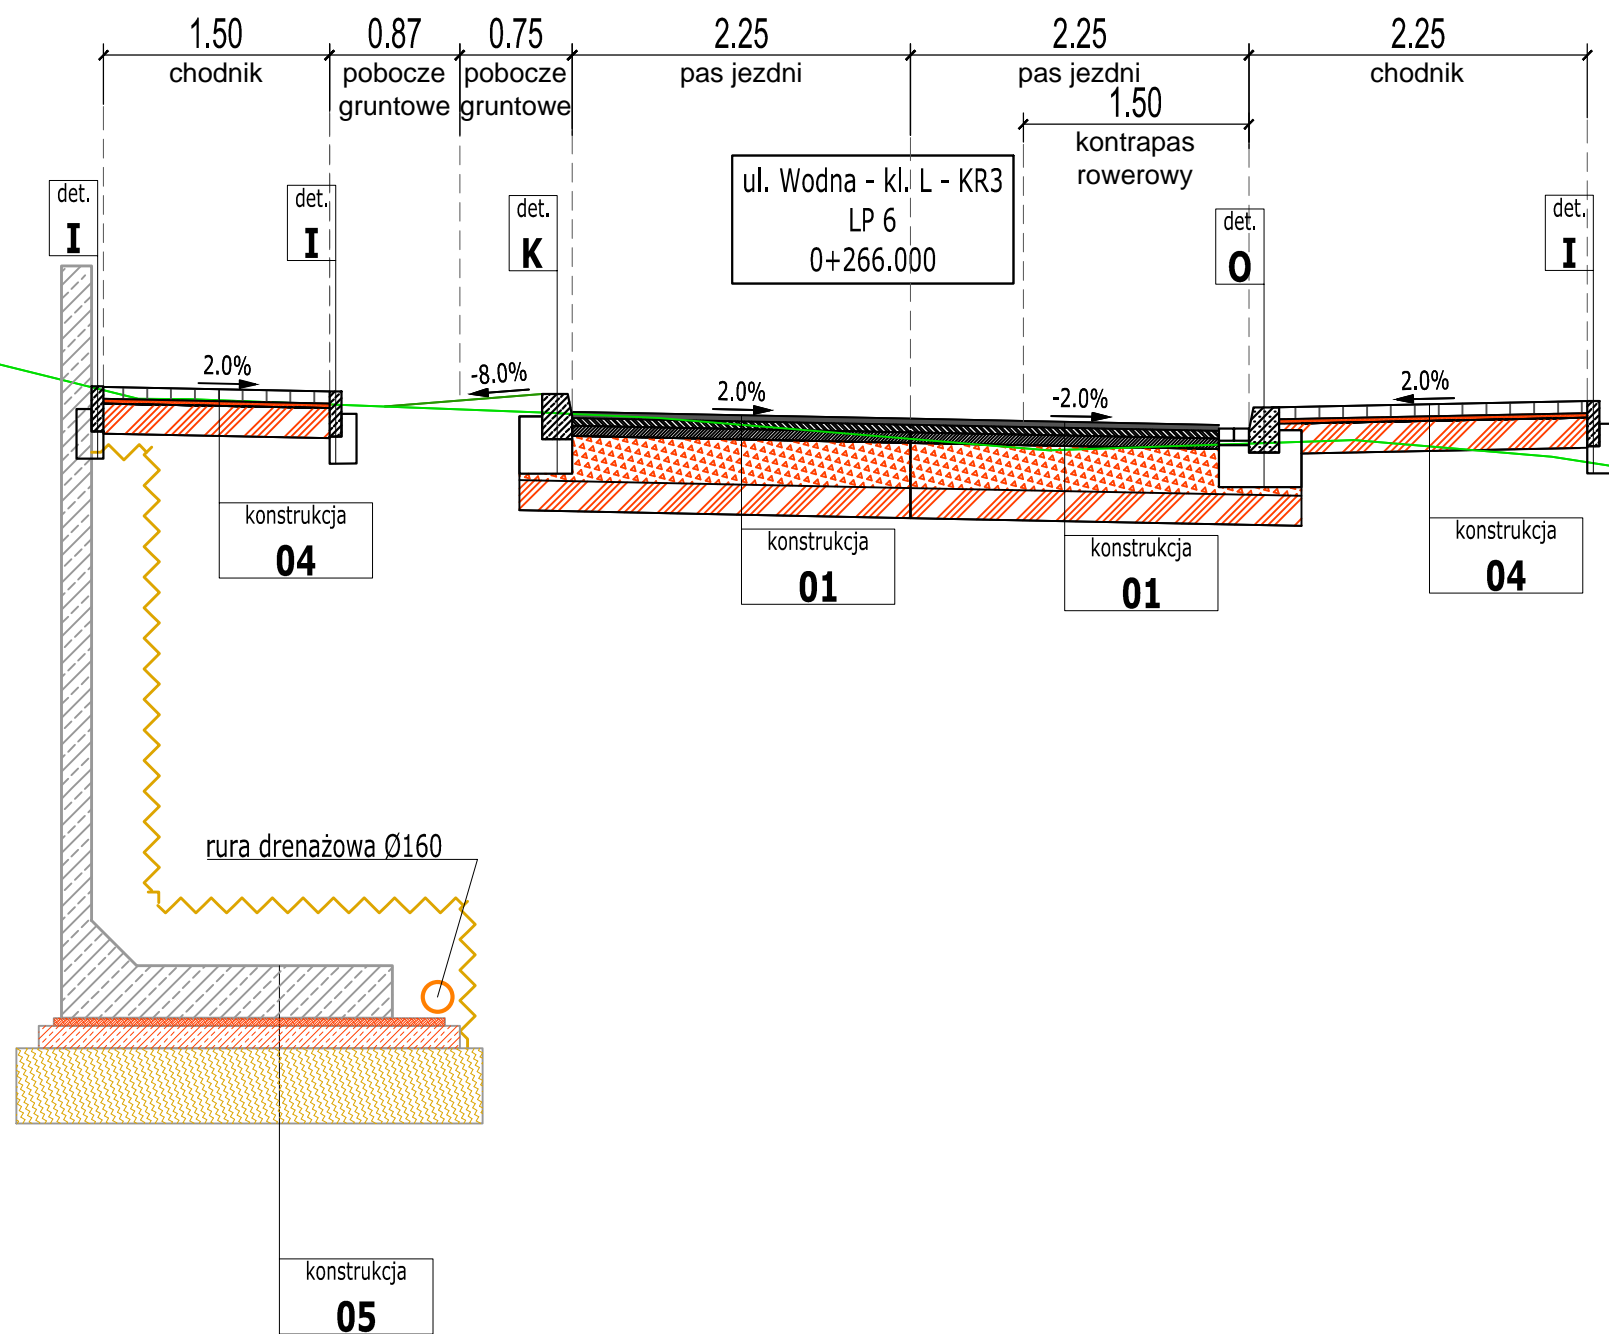 1.50
0.87
0.75
2.25
2.25
2.25
chodnik
pobocze
gruntowe
pobocze
gruntowe
pas jezdni
pas jezdni
chodnik
1.50
kontrapas
rowerowy
ul. Wodna - kl. L - KR3
LP 6
0+266.000
det.
I
det.
I
det.
K
det.
O
det.
I
2.0%
-8.0%
2.0%
-2.0%
2.0%
konstrukcja
04
konstrukcja
01
konstrukcja
01
konstrukcja
04
rura drenażowa Ø160
konstrukcja
05